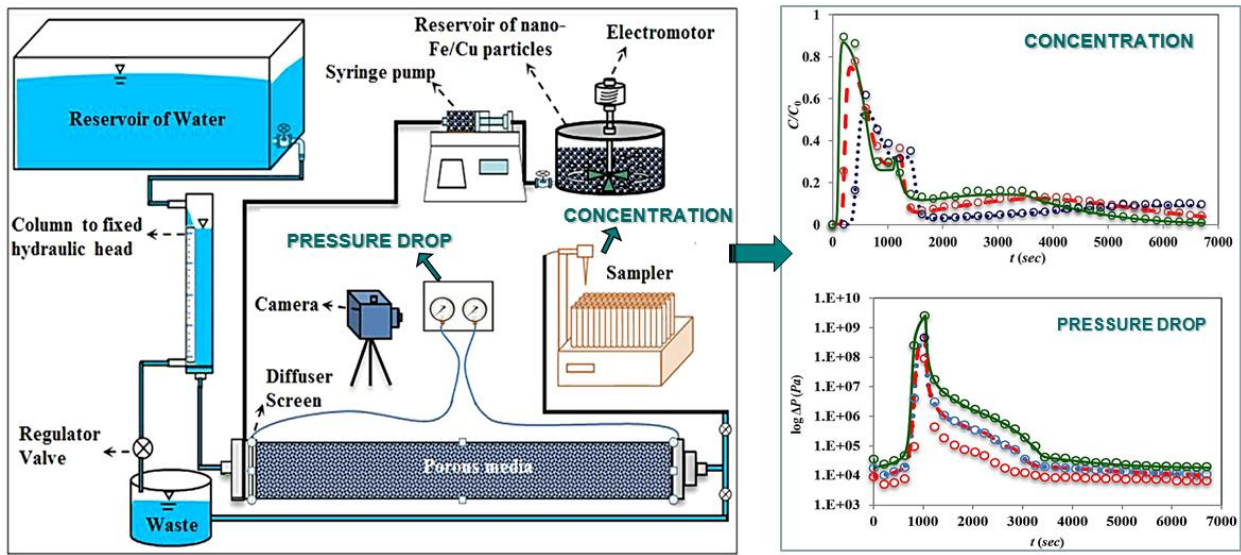 Reservoir of Water
Reservoir of nano-
Fe/Cu particles
Electromotor
Syringe pump
Column to fixed
hydraulic head
PRESSURE DROP
CONCENTRATION
Sampler
Camera
Diffuser
Screen
Regulator
Valve
Porous media
Waste
CONCENTRATION
C/C0
1
0.8
0.6
0.4
0.2
0
0 1000 2000 3000 4000 5000 6000 7000
t (sec)
PRESSURE DROP
log ΔP (Pa)
1.E+10
1.E+09
1.E+08
1.E+07
1.E+06
1.E+05
1.E+04
1.E+03
0 1000 2000 3000 4000 5000 6000 7000
t (sec)